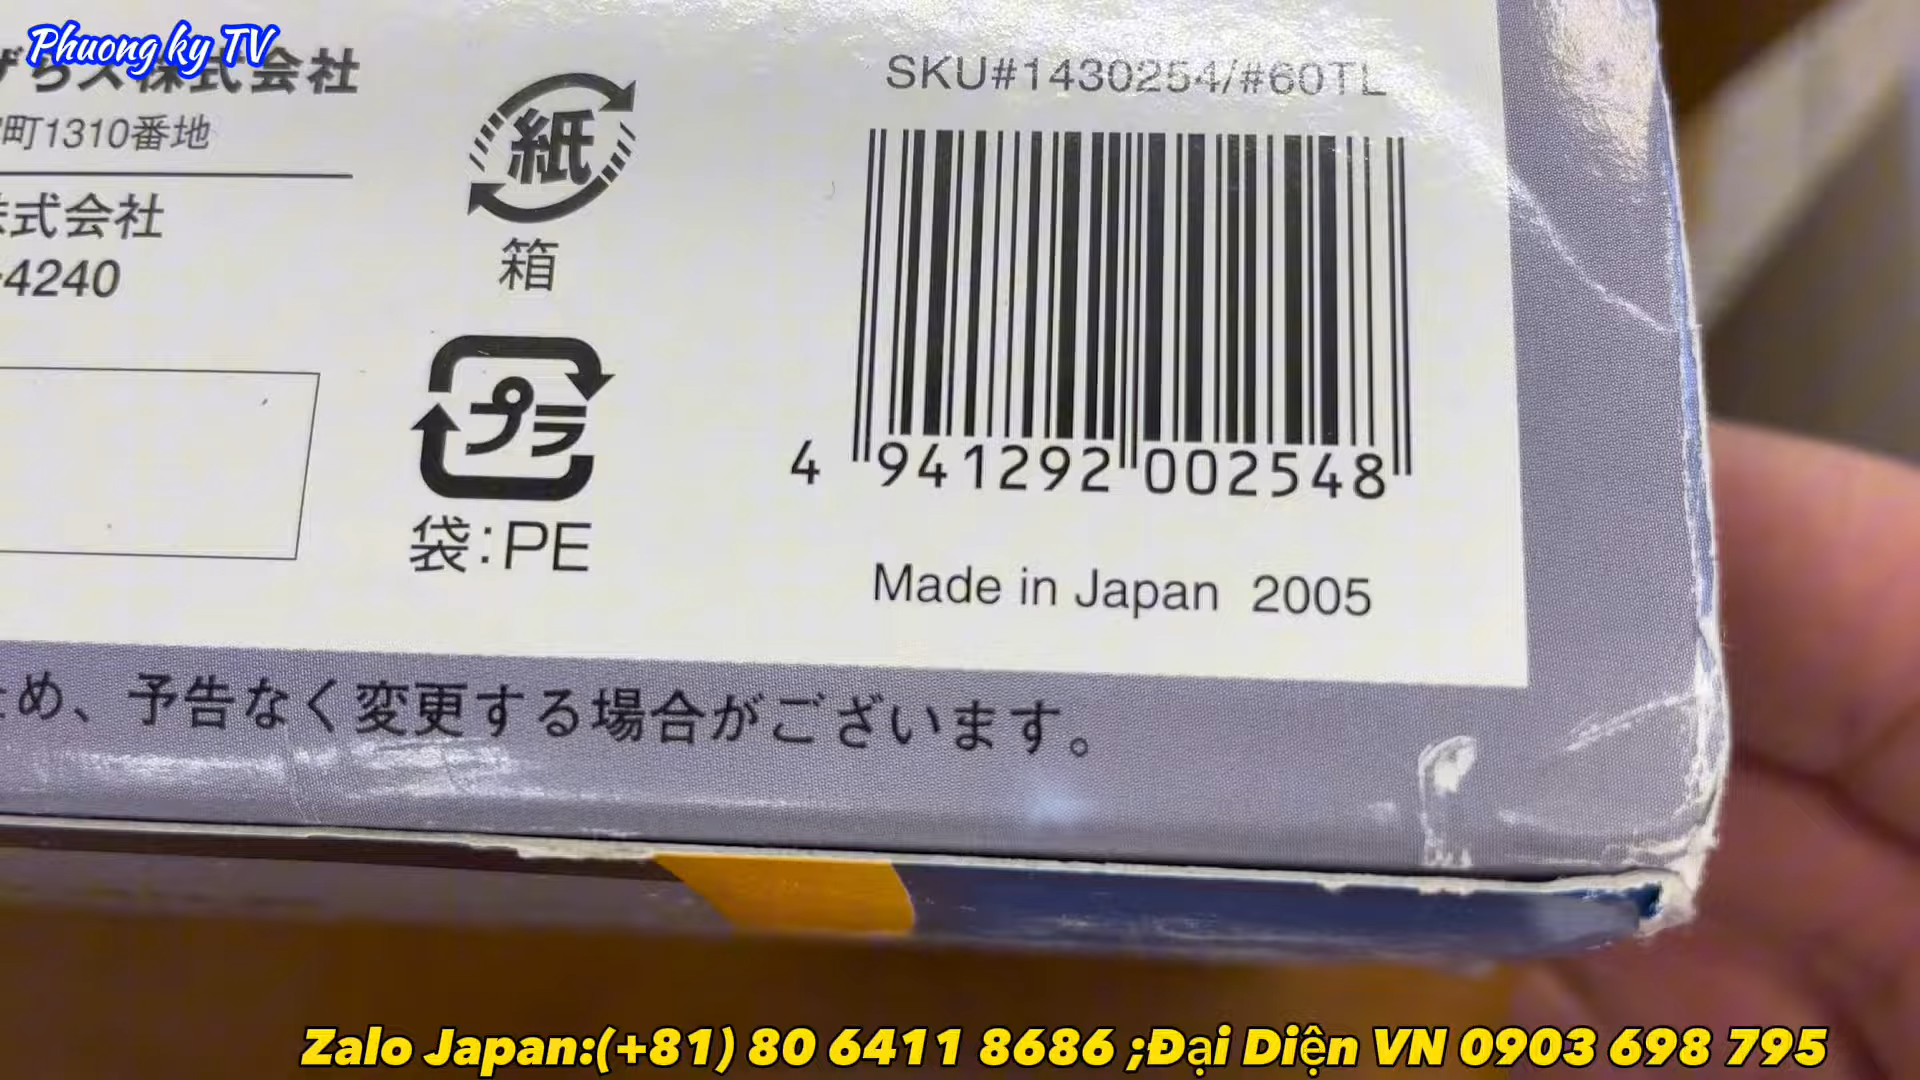 Phuong ky TV
株式会社
町1310番地
式会社
-4240
紙
箱
プラ
袋:PE
SKU#1430254/#60TL
4 941292 002548
Made in Japan 2005
め、予告なく変更する場合がございます。
Zalo Japan:(+81) 80 6411 8686 ;Đại Diện VN 0903 698 795